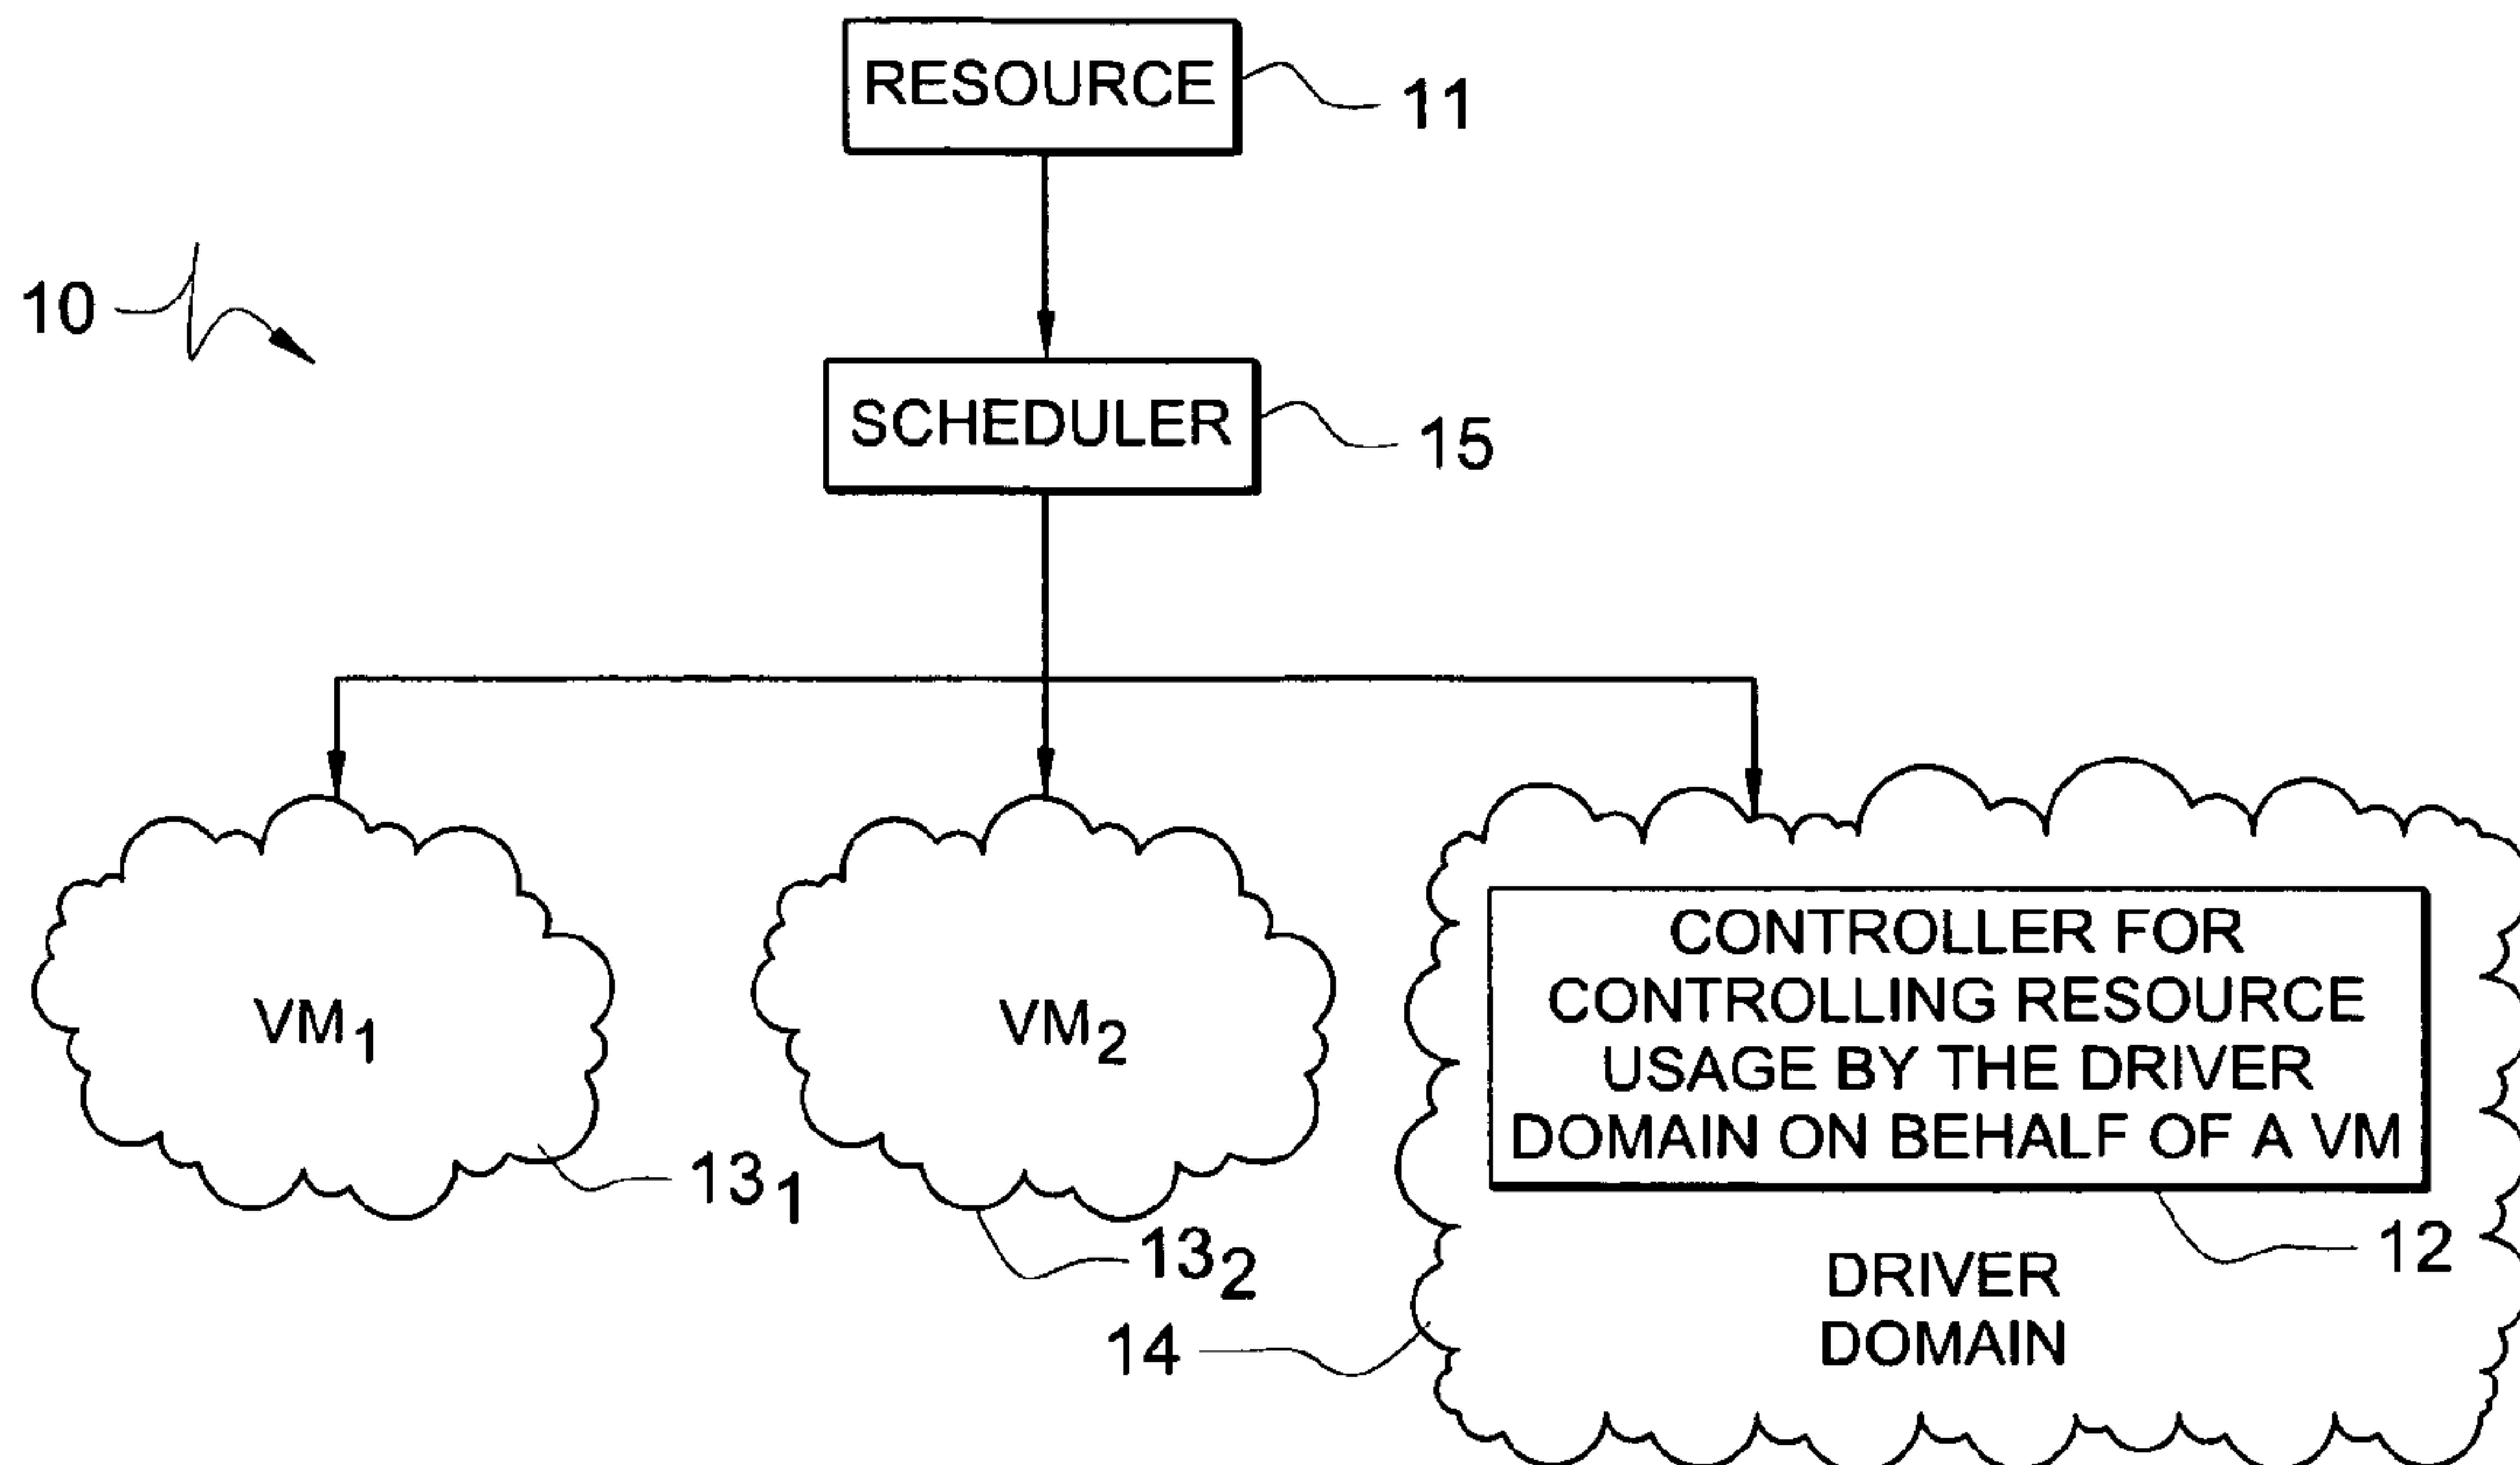 RESOURCE
11
10
SCHEDULER
15
CONTROLLER FOR
CONTROLLING RESOURCE
USAGE BY THE DRIVER
DOMAIN ON BEHALF OF A VM
VM1
VM2
131
132
12
DRIVER
DOMAIN
14